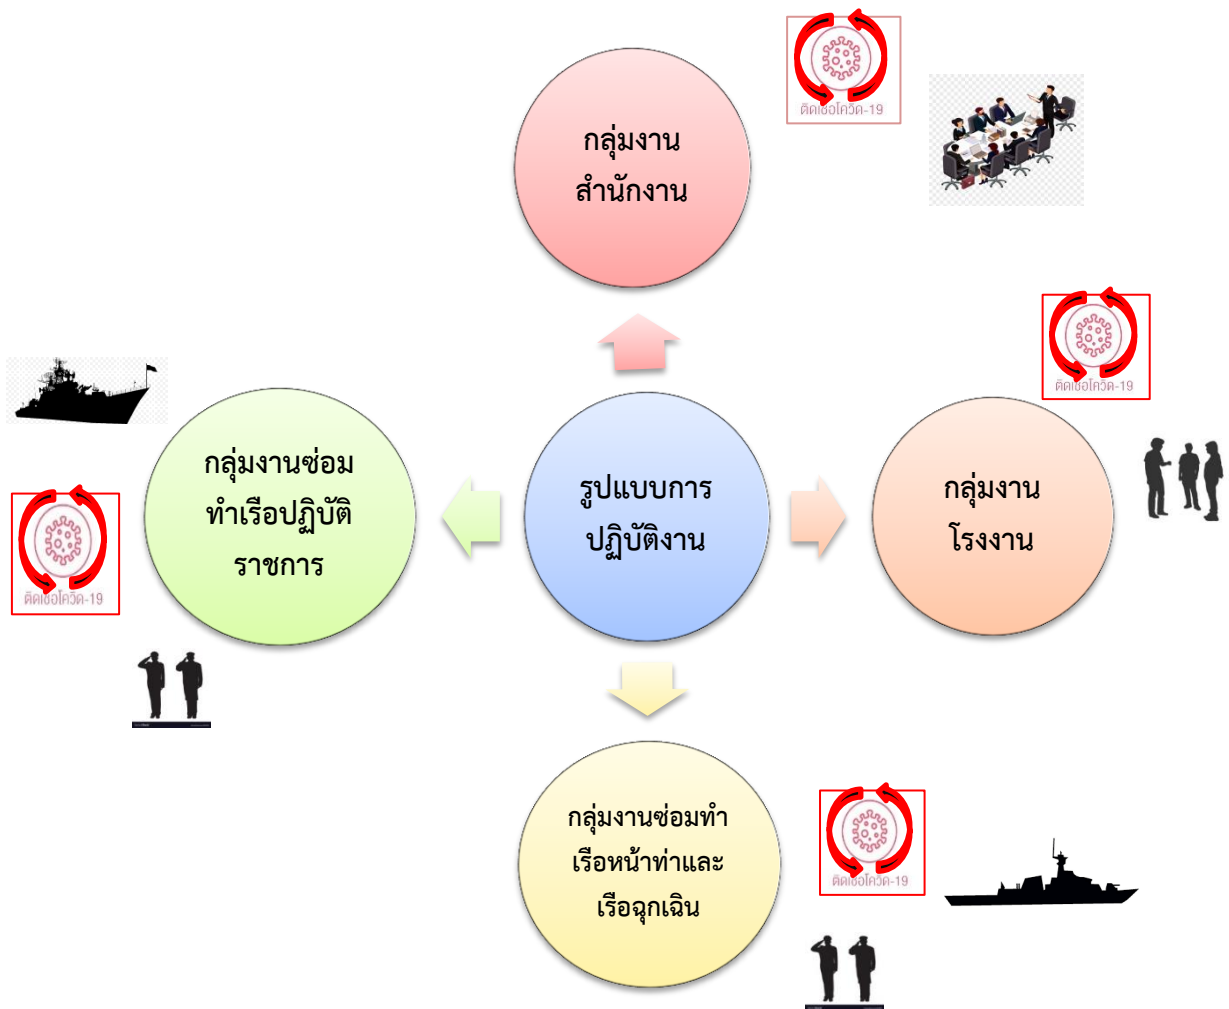 ติดเชื้อโควิด-19
กลุ่มงาน
สำนักงาน
ติดเชื้อโควิด-19
กลุ่มงานซ่อม
ทำเรือปฏิบัติ
ราชการ
รูปแบบการ
ปฏิบัติงาน
กลุ่มงาน
โรงงาน
ติดเชื้อโควิด-19
กลุ่มงานซ่อมทำ
เรือหน้าท่าและ
เรือฉุกเฉิน
ติดเชื้อโควิด-19